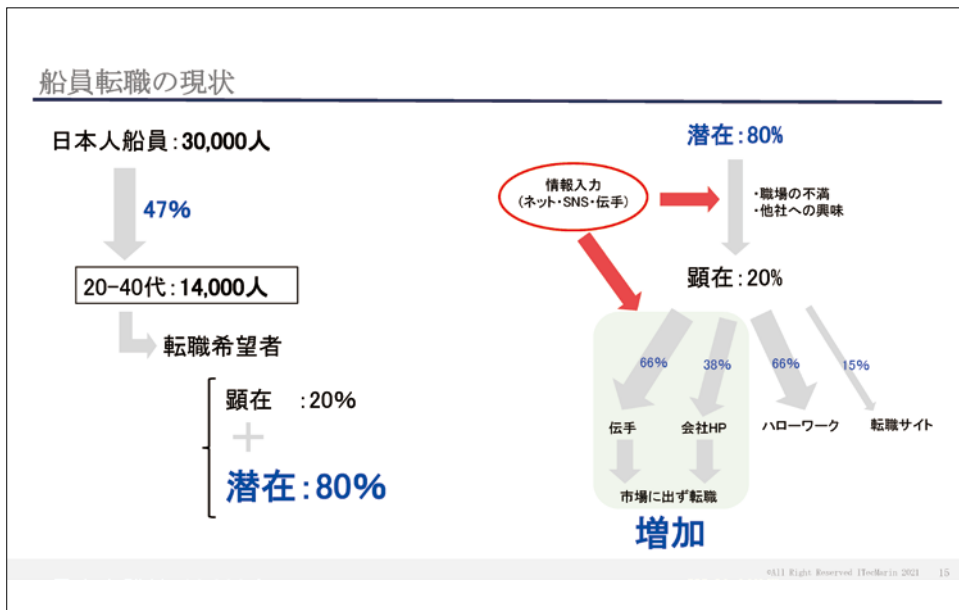 船員転職の現状
日本人船員:30,000人
47%
20-40代:14,000人
転職希望者
顕在 :20%
+
潜在:80%
潜在:80%
情報入力
(ネット・SNS・伝手)
・職場の不満
・他社への興味
顕在:20%
66%
38%
66%
15%
伝手
会社HP
ハローワーク
転職サイト
市場に出ず転職
増加
©All Right Reserved ITecMarin 2021
15